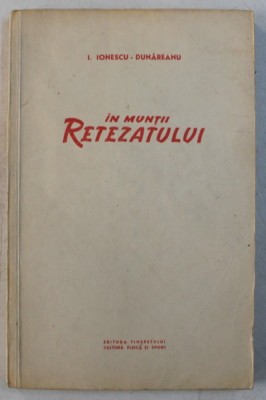 I. IONESCU - DUNĂREANU
ÎN MUNȚII
RETEZATULUI
EDITURA TINERETULUI
CULTURĂ FIZICĂ ȘI SPORT